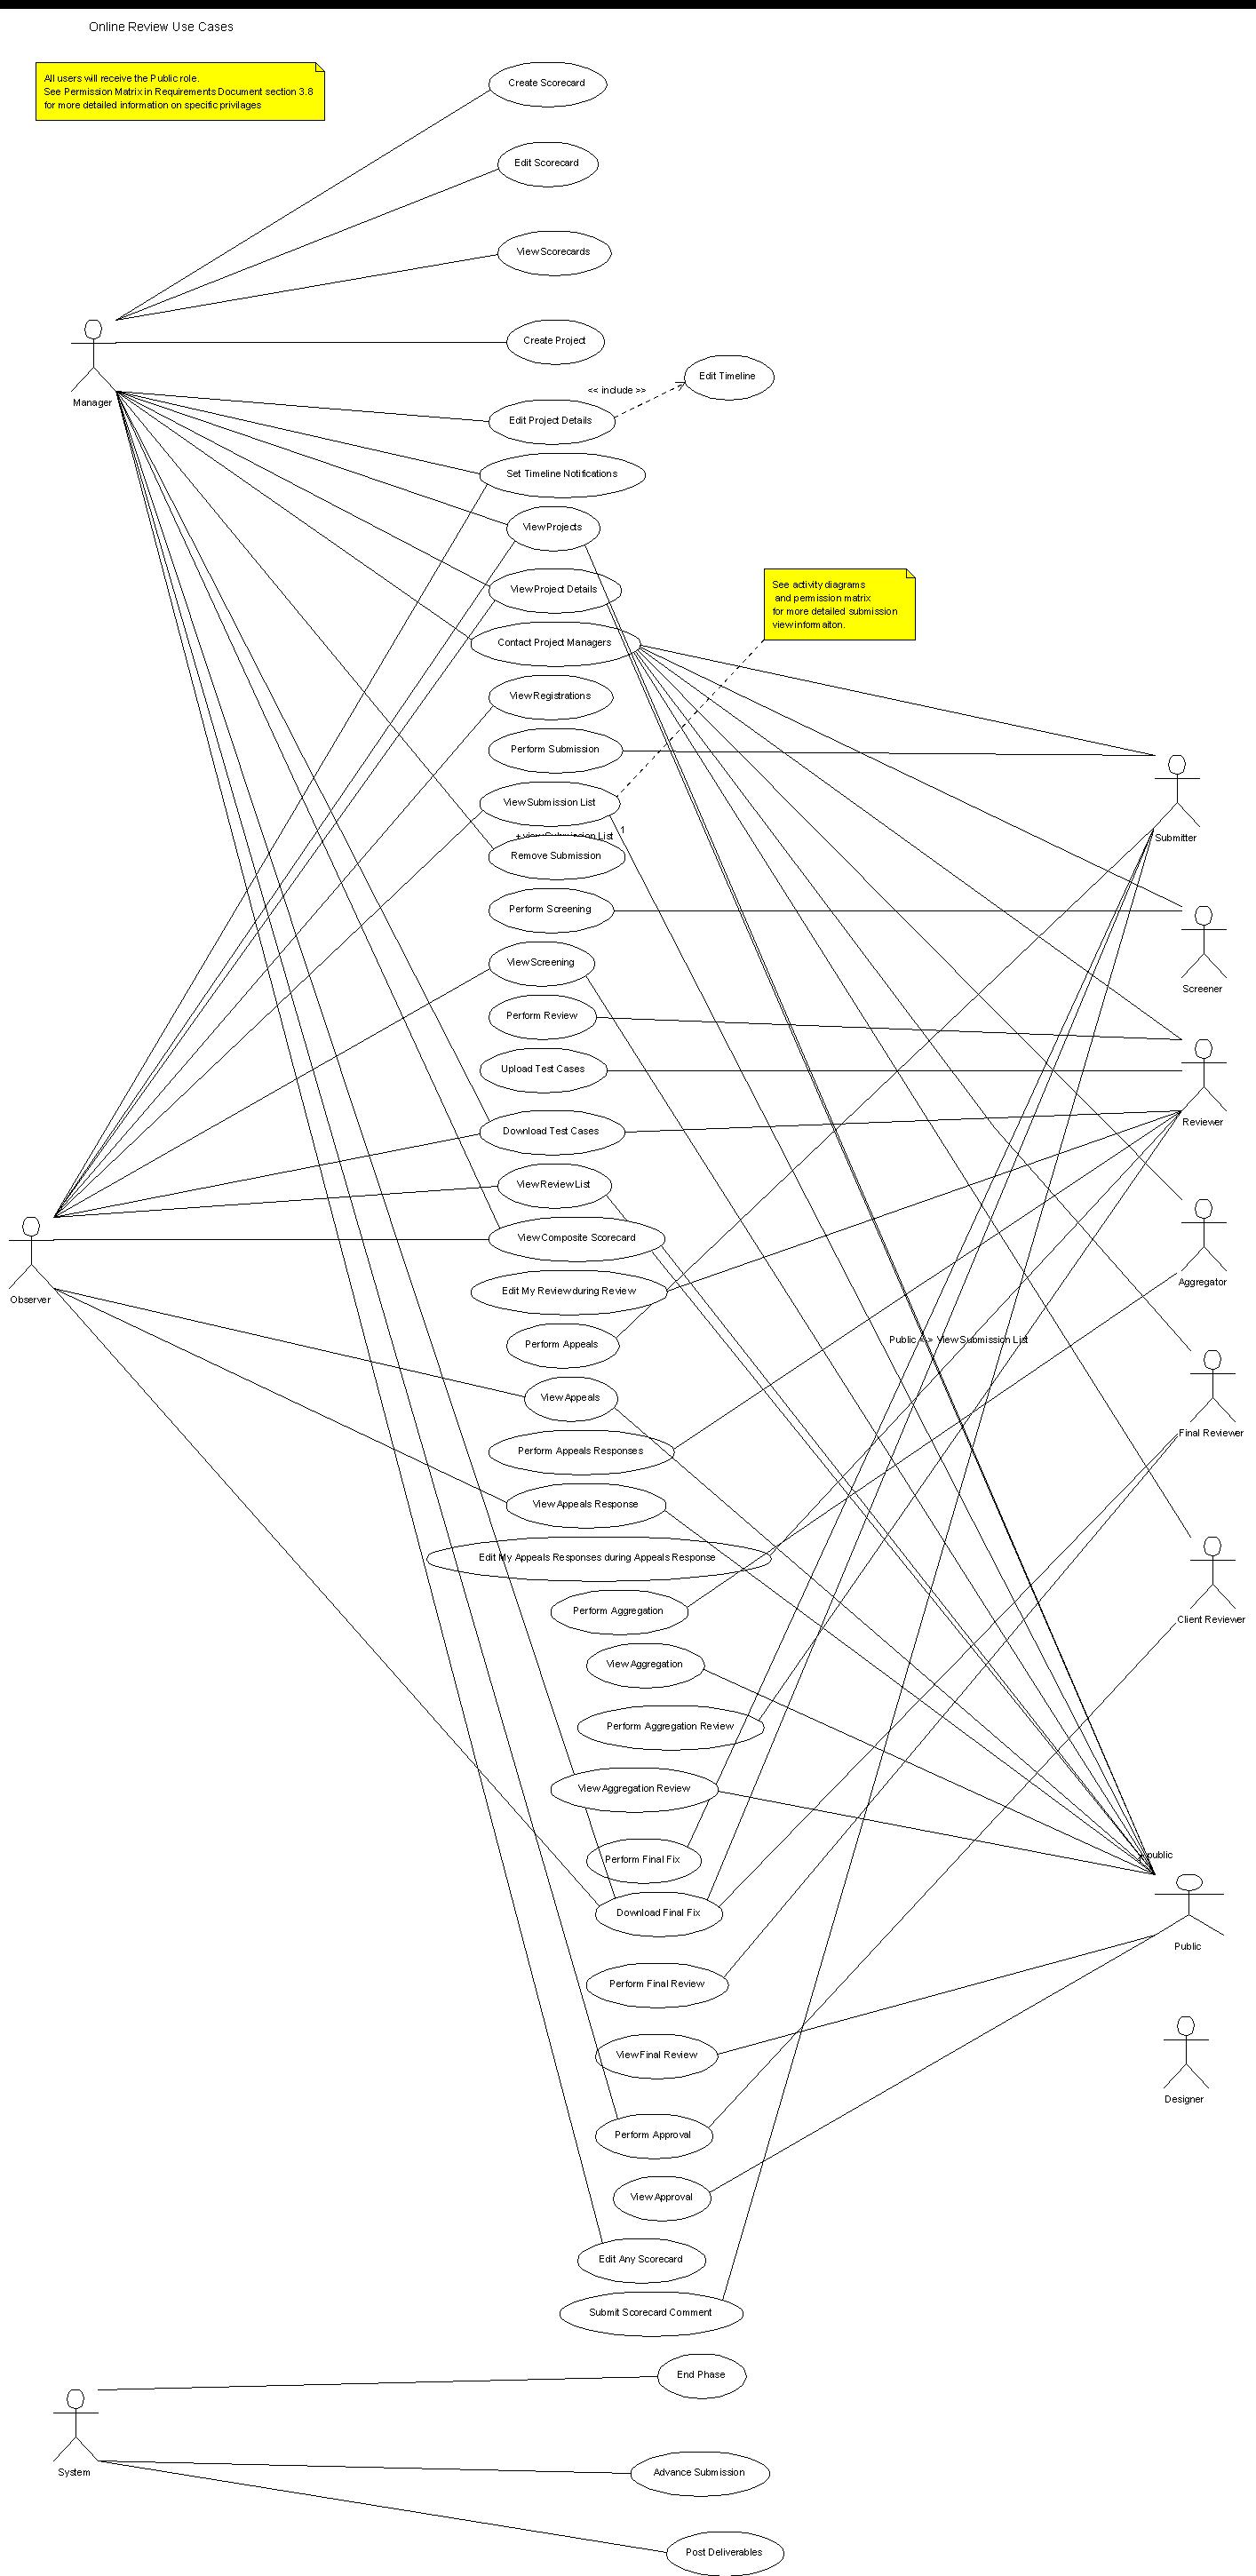 Online Review Use Cases
All users will receive the Public role.
See Permission Matrix in Requirements Document section 3.8
for more detailed information on specific privilages
Create Scorecard
Edit Scorecard
View Scorecards
Create Project
Manager
Edit Timeline
<< include >>
Edit Project Details
Set Timeline Notifications
View Projects
View Project Details
See activity diagrams
and permission matrix
for more detailed submission
view informaiton.
Contact Project Managers
View Registrations
Perform Submission
View Submission List
Submitter
+ view Submission List 1
Remove Submission
Perform Screening
View Screening
Screener
Perform Review
Upload Test Cases
Reviewer
Download Test Cases
View Review List
View Composite Scorecard
Aggregator
Edit My Review during Review
Observer
Public <-> View Submission List
Perform Appeals
View Appeals
Final Reviewer
Perform Appeals Responses
View Appeals Response
Edit My Appeals Responses during Appeals Response
Perform Aggregation
Client Reviewer
View Aggregation
Perform Aggregation Review
View Aggregation Review
public
Perform Final Fix
Download Final Fix
Public
Perform Final Review
View Final Review
Designer
Perform Approval
View Approval
Edit Any Scorecard
Submit Scorecard Comment
End Phase
System
Advance Submission
Post Deliverables